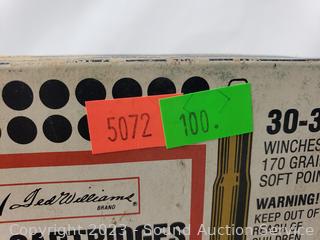 5072
100.
30-3
WINCHES
170 GRAI
SOFT POIN
Ted Williams
BRAND
WARNING!
KEEP OUT OF
CARTRIDGES
Copyright 2023 Sound Auction Service